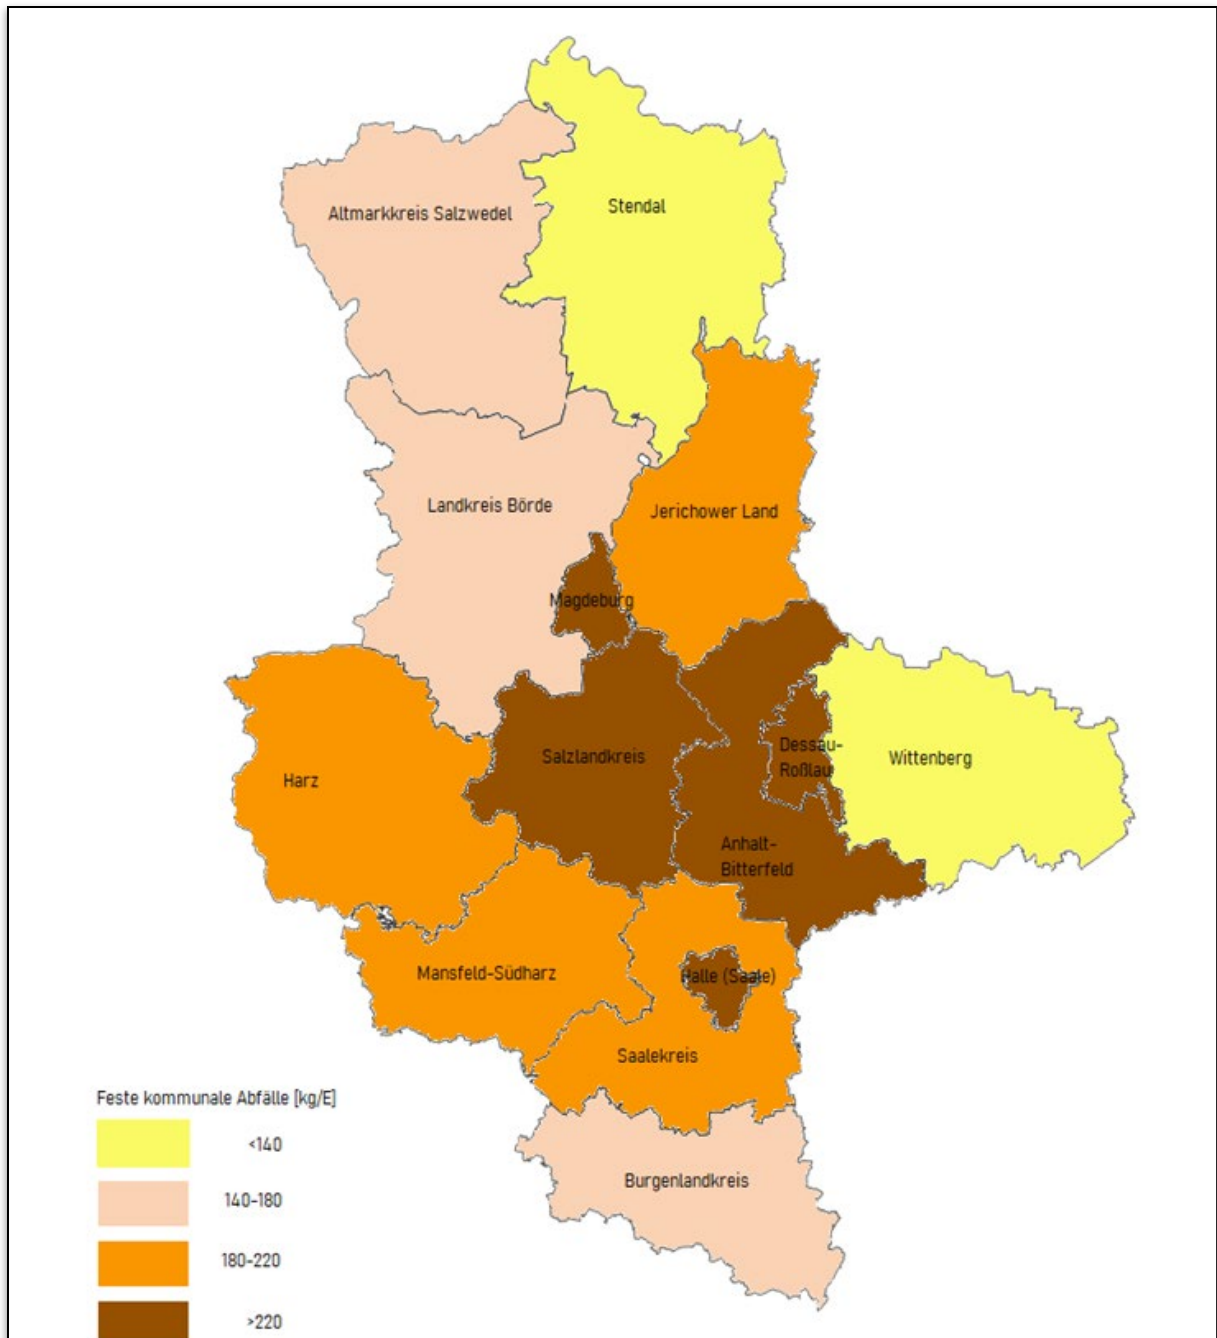 Stendal
Altmarkkreis Salzwedel
Landkreis Börde
Jerichower Land
Magdeburg
Dessau-
Roßlau
Salzlandkreis
Wittenberg
Harz
Anhalt-
Bitterfeld
Mansfeld-Südharz
Halle (Saale)
Saalekreis
Feste kommunale Abfälle [kg/E]
<140
140-180
Burgenlandkreis
180-220
>220